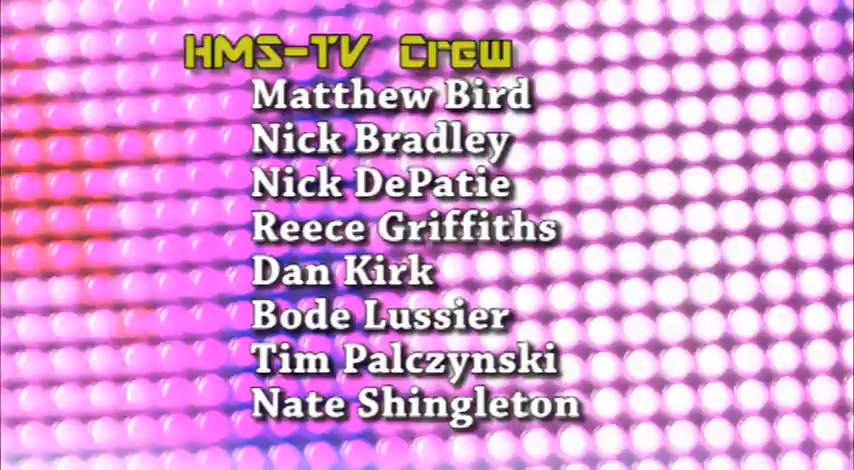 HMS-TV Crew
Matthew Bird
Nick Bradley
Nick DePatie
Reece Griffiths
Dan Kirk
Bode Lussier
Tim Palczynski
Nate Shingleton